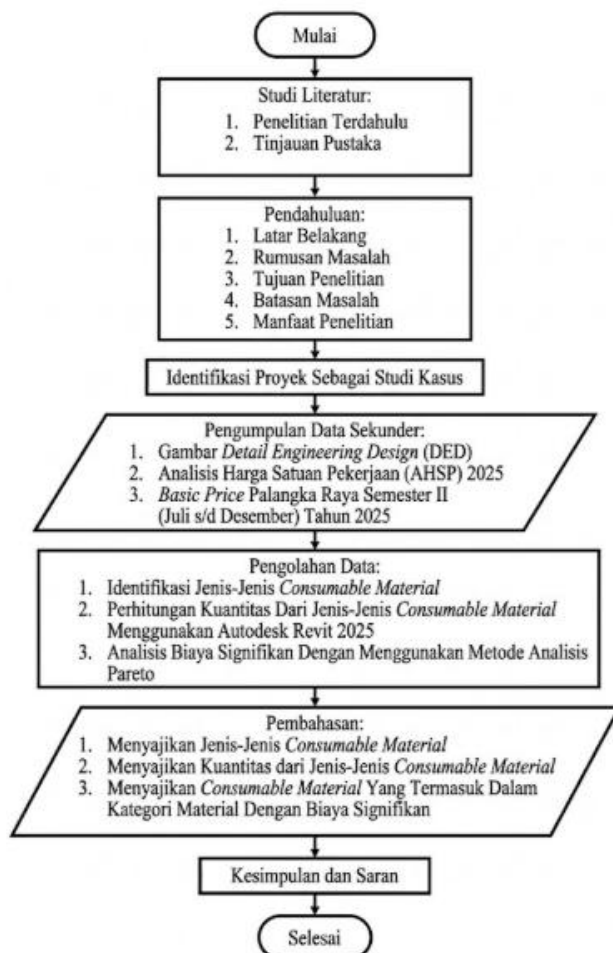 Mulai
Studi Literatur:
1. Penelitian Terdahulu
2. Tinjauan Pustaka
Pendahuluan:
1. Latar Belakang
2. Rumusan Masalah
3. Tujuan Penelitian
4. Batasan Masalah
5. Manfaat Penelitian
Identifikasi Proyek Sebagai Studi Kasus
Pengumpulan Data Sekunder:
1. Gambar Detail Engineering Design (DED)
2. Analisis Harga Satuan Pekerjaan (AHSP) 2025
3. Basic Price Palangka Raya Semester II
(Juli s/d Desember) Tahun 2025
Pengolahan Data:
1. Identifikasi Jenis-Jenis Consumable Material
2. Perhitungan Kuantitas Dari Jenis-Jenis Consumable Material
Menggunakan Autodesk Revit 2025
3. Analisis Biaya Signifikan Dengan Menggunakan Metode Analisis
Pareto
Pembahasan:
1. Menyajikan Jenis-Jenis Consumable Material
2. Menyajikan Kuantitas dari Jenis-Jenis Consumable Material
3. Menyajikan Consumable Material Yang Termasuk Dalam
Kategori Material Dengan Biaya Signifikan
Kesimpulan dan Saran
Selesai